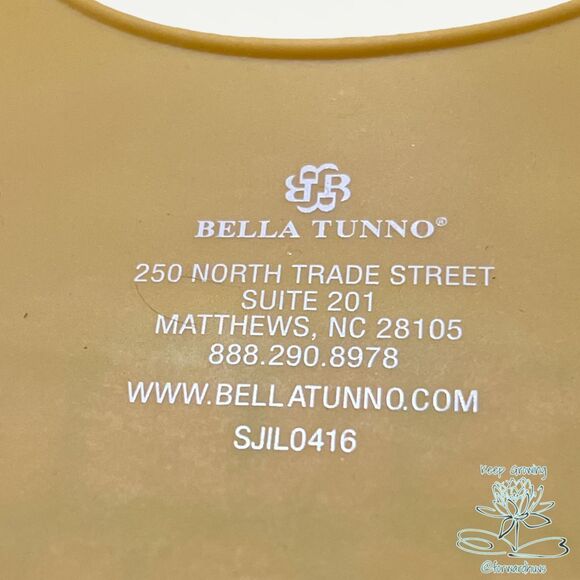 BELLA TUNNO®
250 NORTH TRADE STREET
SUITE 201
MATTHEWS, NC 28105
888.290.8978
WWW.BELLATUNNO.COM
SJIL0416
Keep Growing